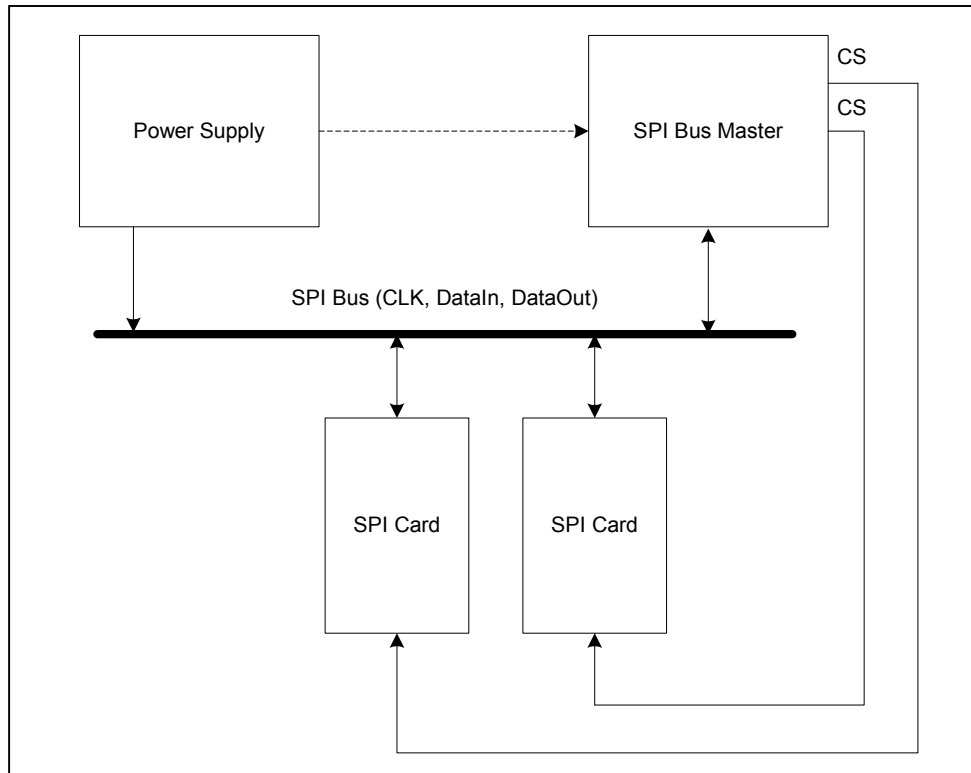 CS
CS
Power Supply
SPI Bus Master
SPI Bus (CLK, DataIn, DataOut)
SPI Card
SPI Card